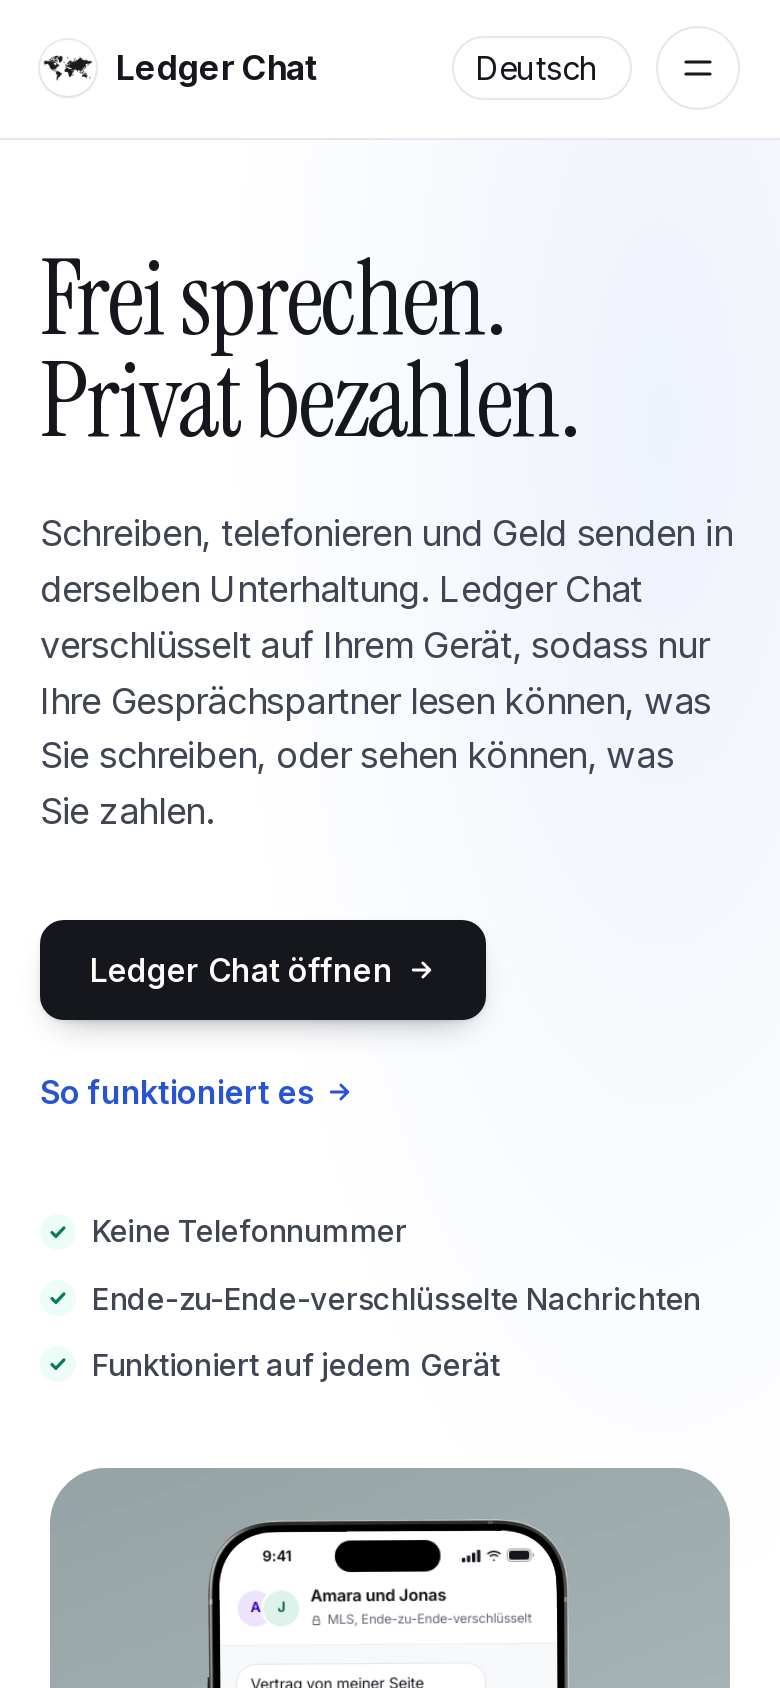 Ledger Chat
Deutsch
Frei sprechen.
Privat bezahlen.
Schreiben, telefonieren und Geld senden in
derselben Unterhaltung. Ledger Chat
verschlüsselt auf Ihrem Gerät, sodass nur
Ihre Gesprächspartner lesen können, was
Sie schreiben, oder sehen können, was
Sie zahlen.
Ledger Chat öffnen →
So funktioniert es →
Keine Telefonnummer
Ende-zu-Ende-verschlüsselte Nachrichten
Funktioniert auf jedem Gerät
9:41
A J
Amara und Jonas
MLS, Ende-zu-Ende-verschlüsselt
Vertrag von meiner Seite